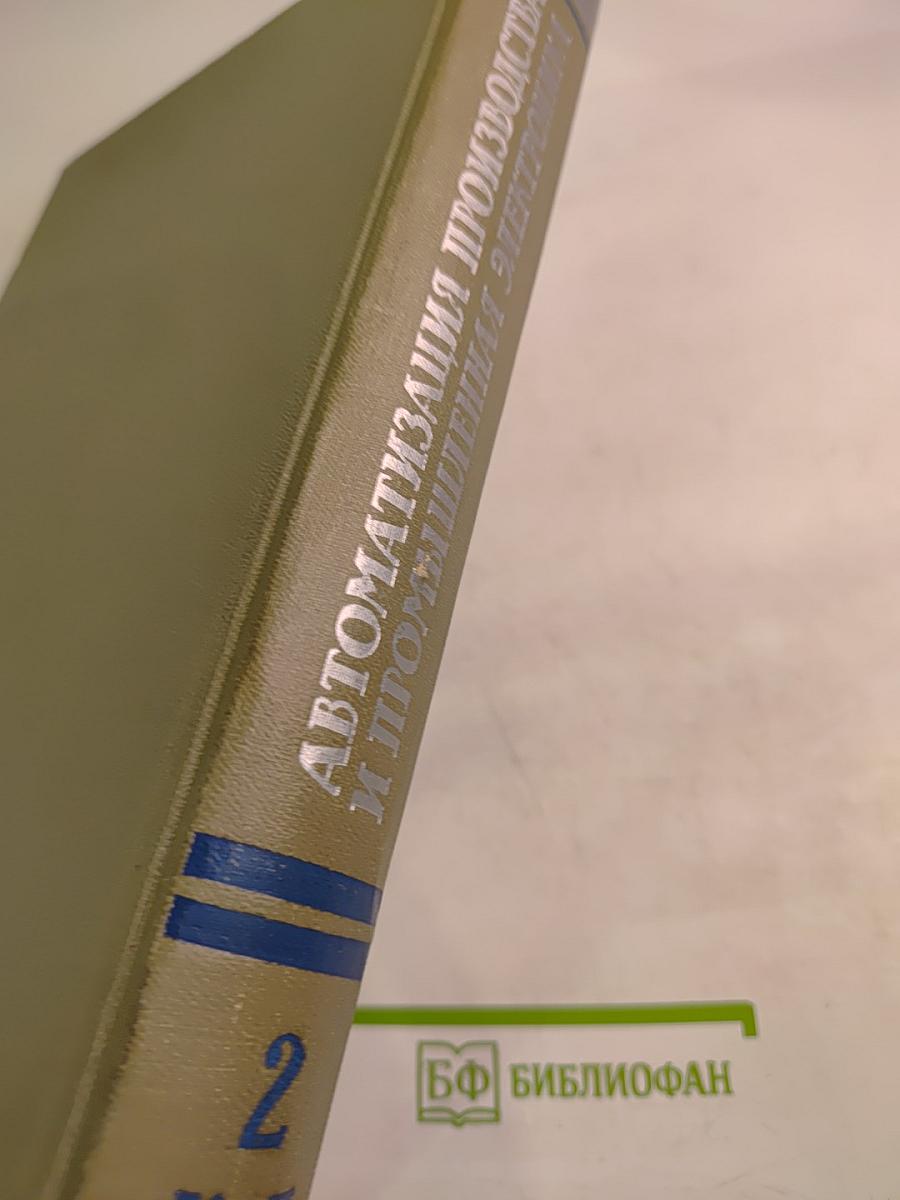 АВТОМАТИЗАЦИЯ ПРОИЗВОДСТВА
И ПРОМЫШЛЕННАЯ ЭЛЕКТРОНИКА
2
БФ БИБЛИОФАН